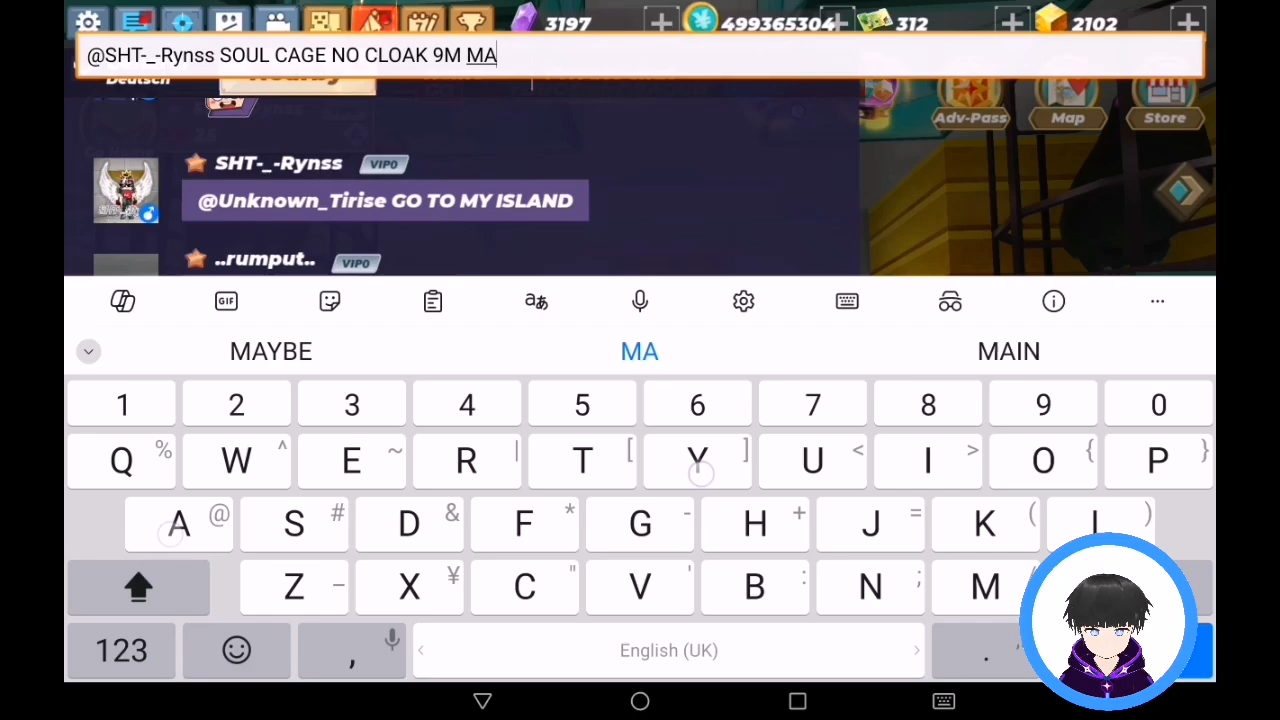 3197
499365304
312
2102
@SHT-_-Rynss SOUL CAGE NO CLOAK 9M MA
Deutsch
Nearby
Adv-Pass
Map
Store
SHT-_-Rynss VIP0
@Unknown_Tirise GO TO MY ISLAND
..rumput.. VIP0
GIF
MAYBE MA MAIN
1 2 3 4 5 6 7 8 9 0
Q % W ^ E ~ R | T [ Y ] U < I > O { P }
A @ S # D & F * G - H + J = K ( L )
Z _ X ¥ C " V ' B : N ; M
123 , < English (UK) > .